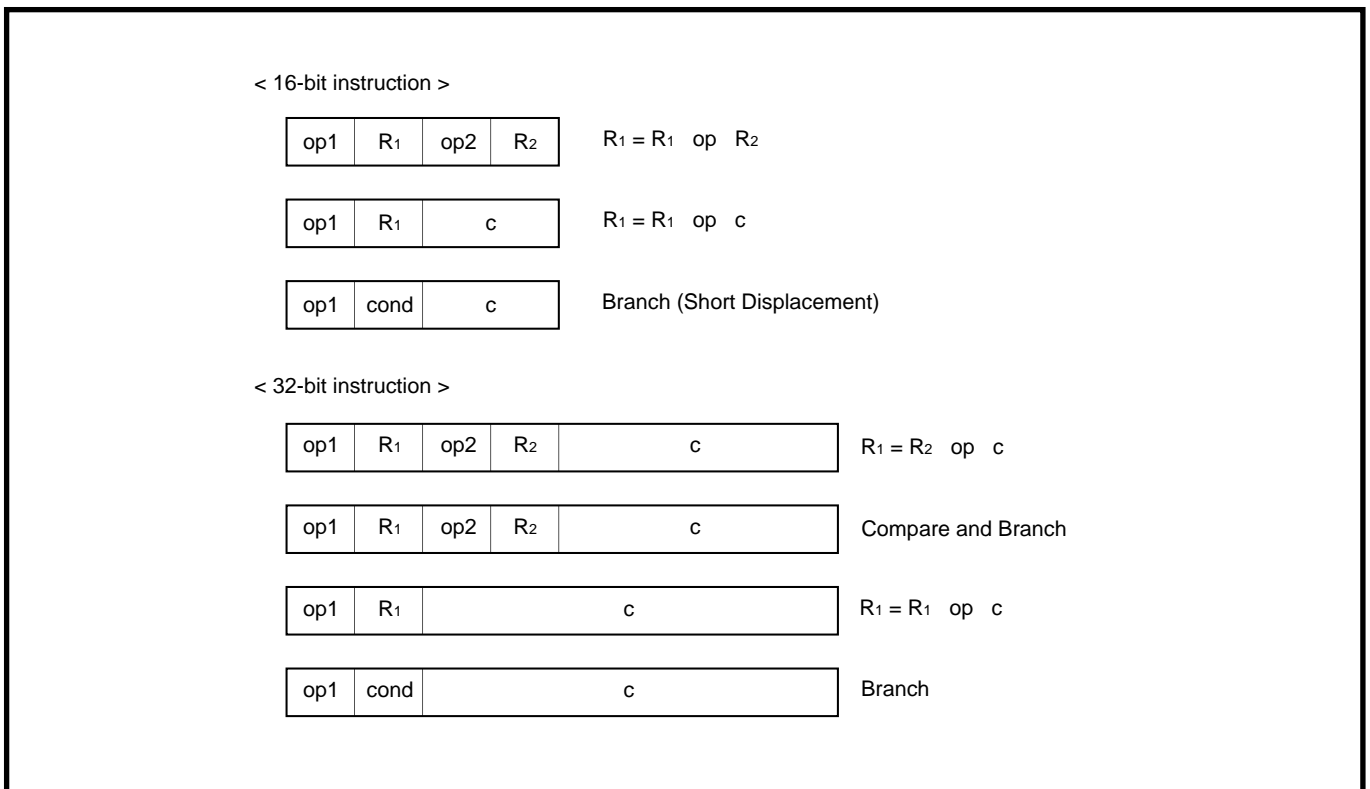 < 16-bit instruction >
op1 R1 op2 R2 R1 = R1 op R2
op1 R1 c R1 = R1 op c
op1 cond c Branch (Short Displacement)
< 32-bit instruction >
op1 R1 op2 R2 c R1 = R2 op c
op1 R1 op2 R2 c Compare and Branch
op1 R1 c R1 = R1 op c
op1 cond c Branch